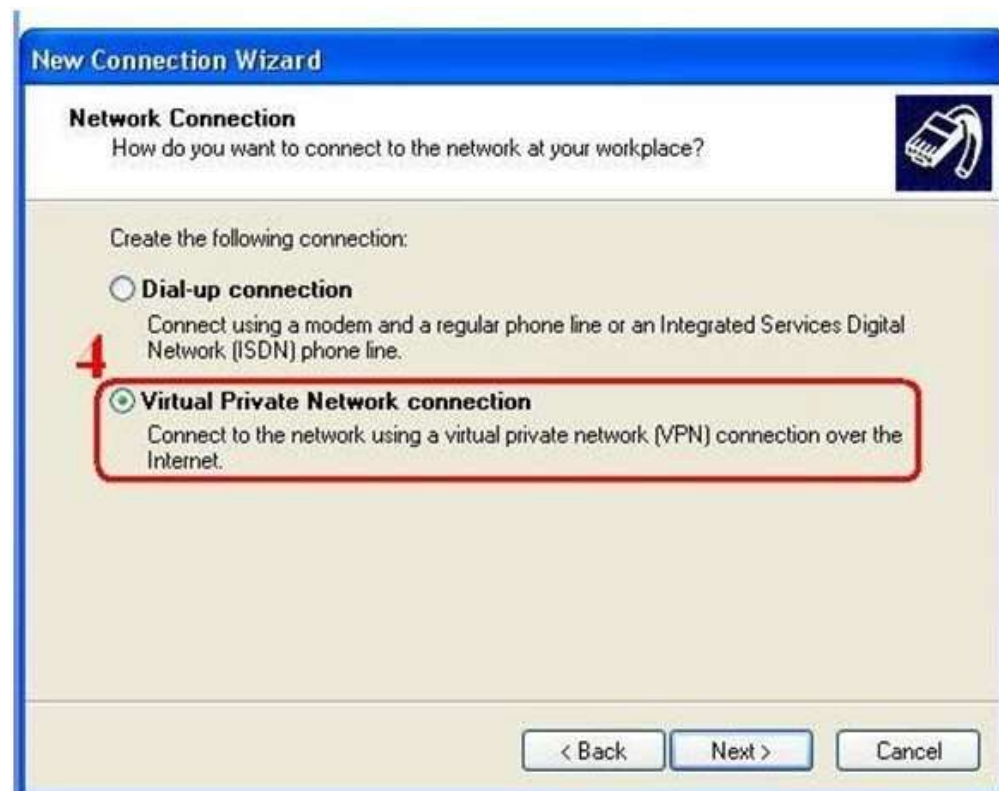 New Connection Wizard
Network Connection
How do you want to connect to the network at your workplace?
Create the following connection:
Dial-up connection
Connect using a modem and a regular phone line or an Integrated Services Digital
Network (ISDN) phone line.
4
Virtual Private Network connection
Connect to the network using a virtual private network (VPN) connection over the
Internet.
< Back
Next >
Cancel